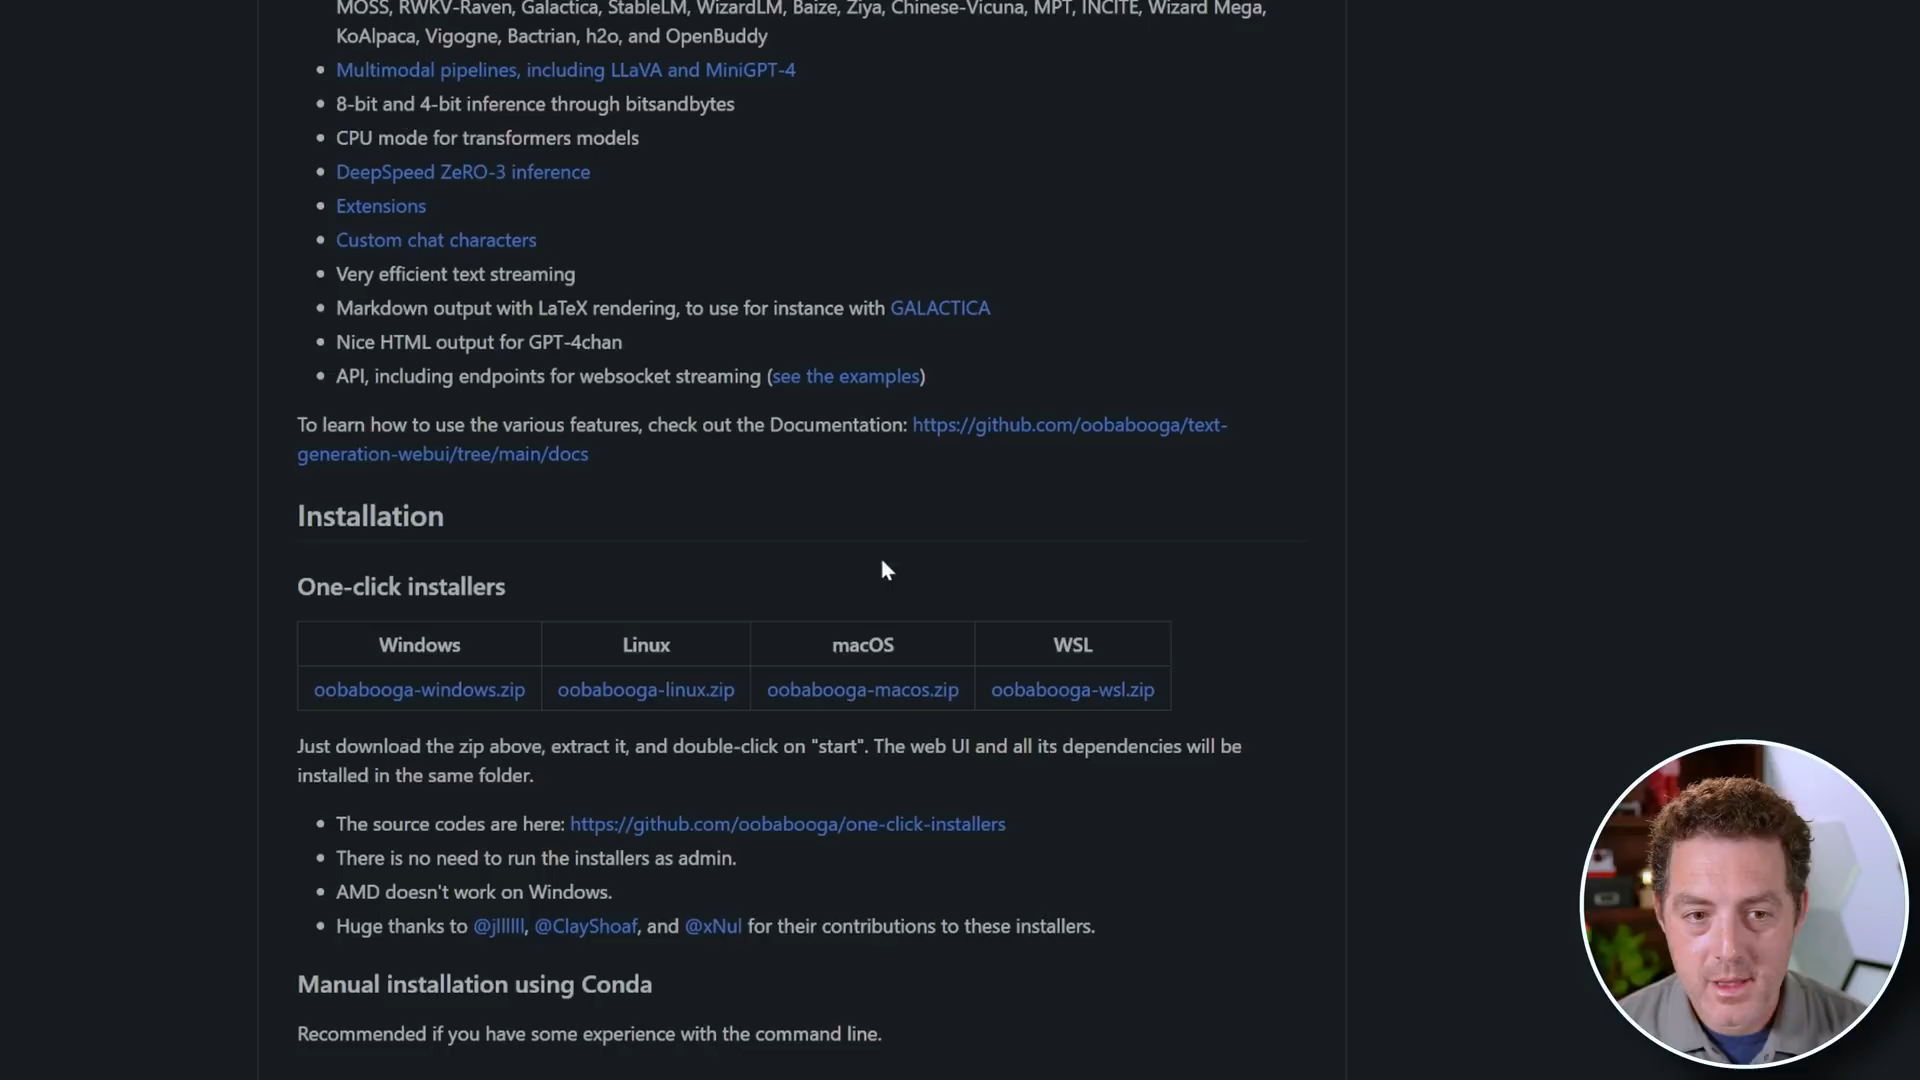 MOSS, RWKV-Raven, Galactica, StableLM, WizardLM, Baize, Ziya, Chinese-Vicuna, MPT, INCITE, Wizard Mega,
KoAlpaca, Vigogne, Bactrian, h2o, and OpenBuddy
Multimodal pipelines, including LLaVA and MiniGPT-4
8-bit and 4-bit inference through bitsandbytes
CPU mode for transformers models
DeepSpeed ZeRO-3 inference
Extensions
Custom chat characters
Very efficient text streaming
Markdown output with LaTeX rendering, to use for instance with GALACTICA
Nice HTML output for GPT-4chan
API, including endpoints for websocket streaming (see the examples)
To learn how to use the various features, check out the Documentation: https://github.com/oobabooga/text-
generation-webui/tree/main/docs
Installation
One-click installers
Windows Linux macOS WSL
oobabooga-windows.zip oobabooga-linux.zip oobabooga-macos.zip oobabooga-wsl.zip
Just download the zip above, extract it, and double-click on "start". The web UI and all its dependencies will be
installed in the same folder.
The source codes are here: https://github.com/oobabooga/one-click-installers
There is no need to run the installers as admin.
AMD doesn't work on Windows.
Huge thanks to @jllllll, @ClayShoaf, and @xNul for their contributions to these installers.
Manual installation using Conda
Recommended if you have some experience with the command line.